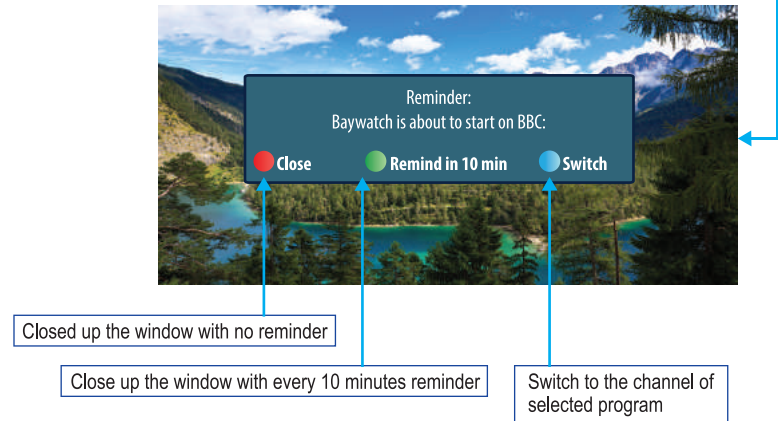 Reminder:
Baywatch is about to start on BBC:
Close Remind in 10 min Switch
Closed up the window with no reminder
Close up the window with every 10 minutes reminder
Switch to the channel of
selected program